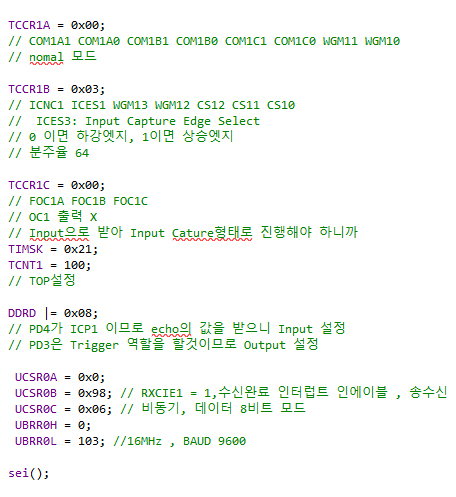 TCCR1A = 0x00;
// COM1A1 COM1A0 COM1B1 COM1B0 COM1C1 COM1C0 WGM11 WGM10
// nomal 모드
TCCR1B = 0x03;
// ICNC1 ICES1 WGM13 WGM12 CS12 CS11 CS10
//  ICES3: Input Capture Edge Select
// 0 이면 하강엣지, 1이면 상승엣지
// 분주율 64
TCCR1C = 0x00;
// FOC1A FOC1B FOC1C
// OC1 출력 X
// Input으로 받아 Input Cature형태로 진행해야 하니까
TIMSK = 0x21;
TCNT1 = 100;
// TOP설정
DDRD |= 0x08;
// PD4가 ICP1 이므로 echo의 값을 받으니 Input 설정
// PD3은 Trigger 역할을 할것이므로 Output 설정
UCSR0A = 0x0;
UCSR0B = 0x98; // RXCIE1 = 1,수신완료 인터럽트 인에이블 , 송수신
UCSR0C = 0x06; // 비동기, 데이터 8비트 모드
UBRR0H = 0;
UBRR0L = 103; //16MHz , BAUD 9600
sei();